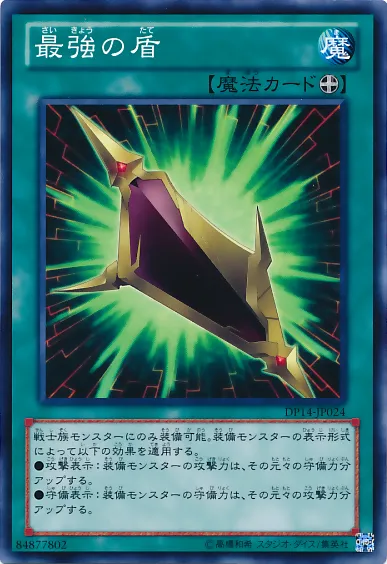 最強の盾
魔
【魔法カード】
DP14-JP024
戦士族モンスターにのみ装備可能。装備モンスターの表示形式
によって以下の効果を適用する。
●攻撃表示：装備モンスターの攻撃力は、その元々の守備力分
アップする。
●守備表示：装備モンスターの守備力は、その元々の攻撃力分
アップする。
84877802
©高橋和希 スタジオ・ダイス/集英社